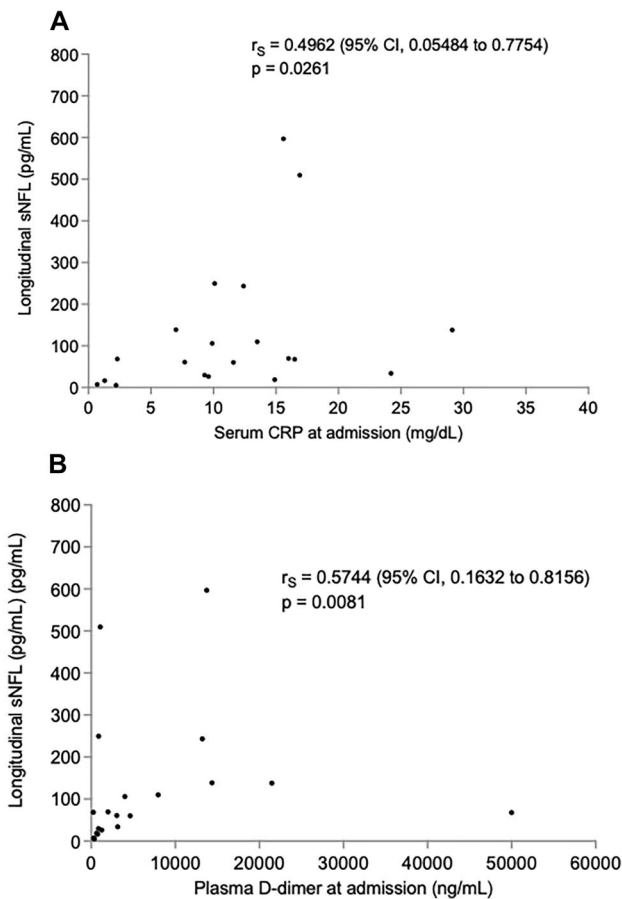 A
r_S = 0.4962 (95% CI, 0.05484 to 0.7754)
p = 0.0261
800
700
600
500
400
300
200
100
0
Longitudinal sNFL (pg/mL)
0 5 10 15 20 25 30 35 40
Serum CRP at admission (mg/dL)
B
800
700
600
500
400
300
200
100
0
Longitudinal sNFL (pg/mL) (pg/mL)
r_S = 0.5744 (95% CI, 0.1632 to 0.8156)
p = 0.0081
0 10000 20000 30000 40000 50000 60000
Plasma D-dimer at admission (ng/mL)